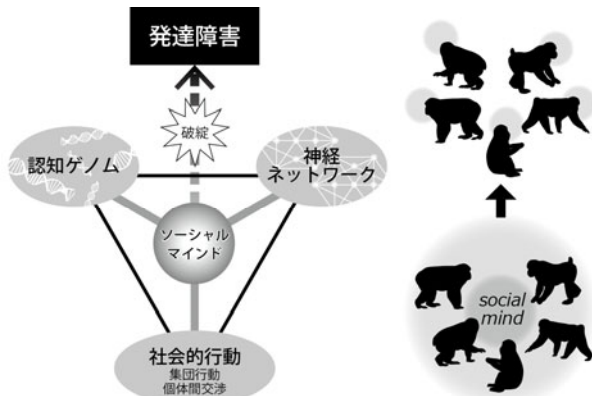 発達障害
破綻
認知ゲノム
神経
ネットワーク
ソーシャル
マインド
社会的行動
集団行動
個体間交渉
social
mind